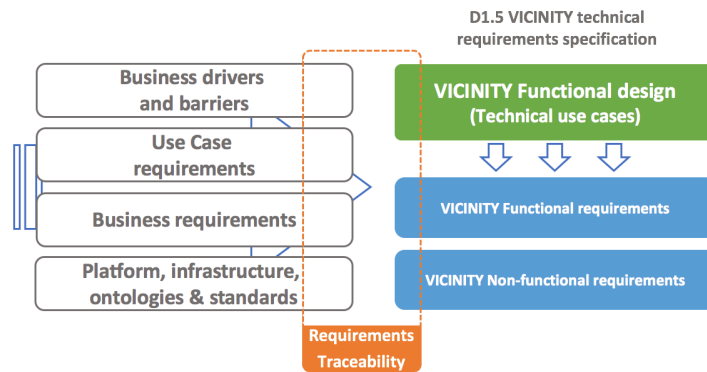 D1.5 VICINITY technical
requirements specification
Business drivers
and barriers
Use Case
requirements
Business requirements
Platform, infrastructure,
ontologies & standards
VICINITY Functional design
(Technical use cases)
VICINITY Functional requirements
VICINITY Non-functional requirements
Requirements
Traceability